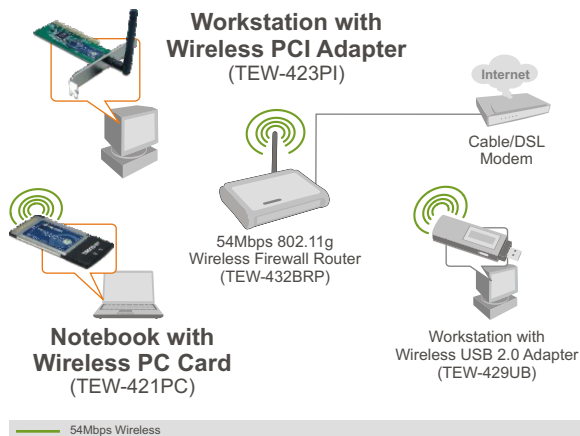 Workstation with
Wireless PCI Adapter
(TEW-423PI)
Internet
Cable/DSL
Modem
54Mbps 802.11g
Wireless Firewall Router
(TEW-432BRP)
Notebook with
Wireless PC Card
(TEW-421PC)
Workstation with
Wireless USB 2.0 Adapter
(TEW-429UB)
54Mbps Wireless